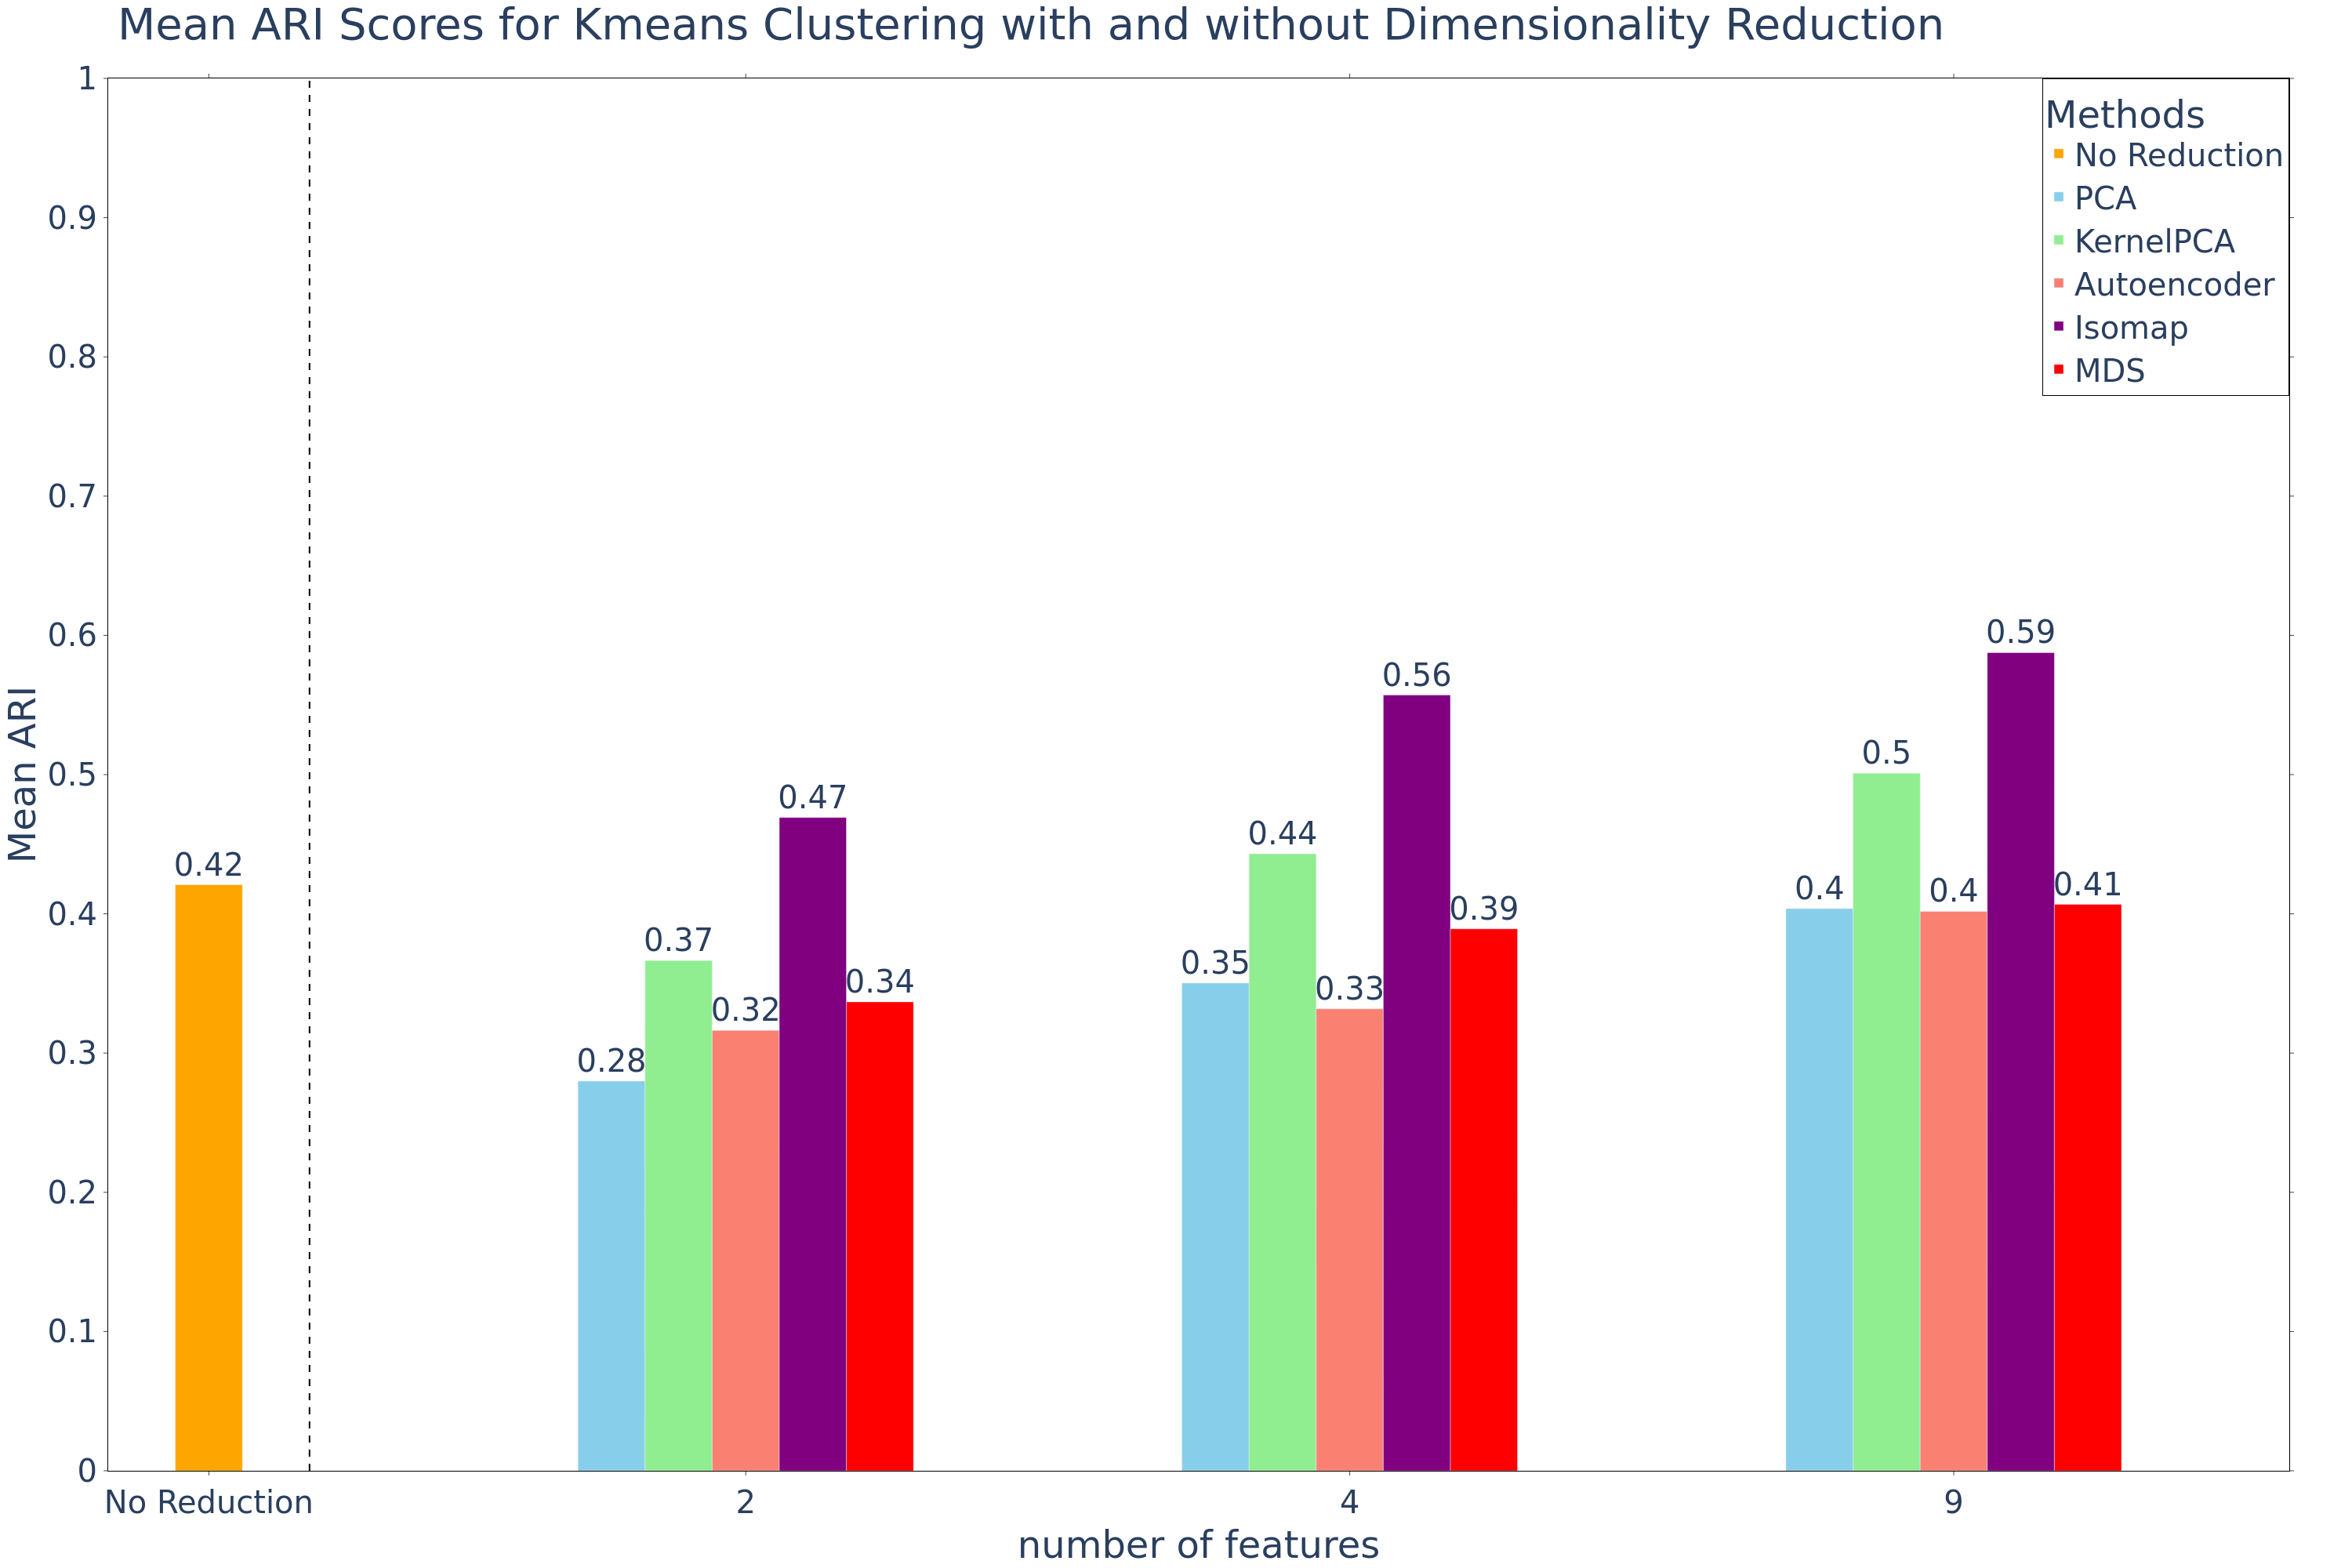 Mean ARI Scores for Kmeans Clustering with and without Dimensionality Reduction
Methods
No Reduction
PCA
KernelPCA
Autoencoder
Isomap
MDS
Mean ARI
1
0.9
0.8
0.7
0.6
0.5
0.4
0.3
0.2
0.1
0
0.42
0.28
0.37
0.32
0.47
0.34
0.35
0.44
0.33
0.56
0.39
0.4
0.5
0.4
0.59
0.41
No Reduction
2
4
9
number of features